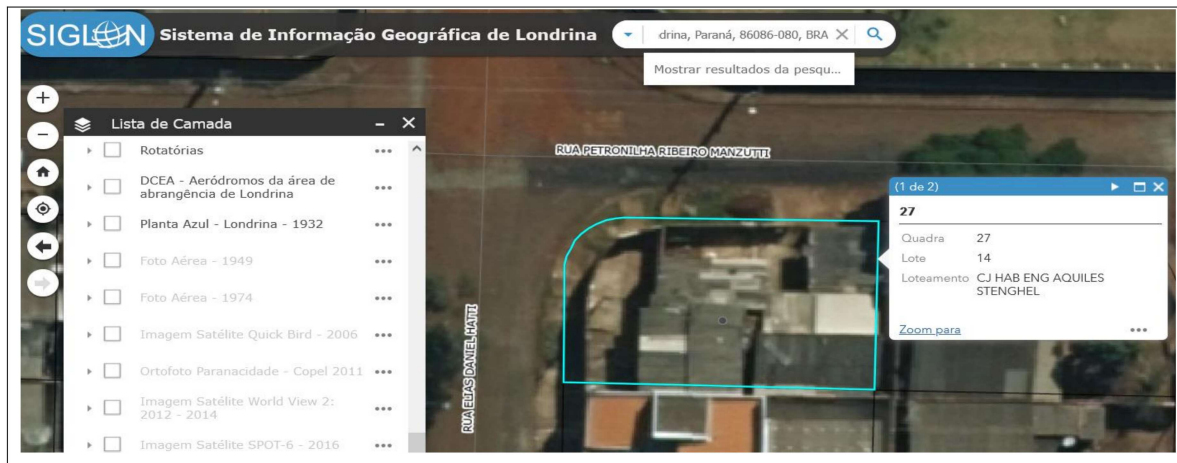 SIGLON
Sistema de Informação Geográfica de Londrina
drina, Paraná, 86086-080, BRA
Mostrar resultados da pesqu...
Lista de Camada
Rotatórias
DCEA - Aeródromos da área de
abrangência de Londrina
Planta Azul - Londrina - 1932
Foto Aérea - 1949
Foto Aérea - 1974
Imagem Satélite Quick Bird - 2006
Ortofoto Paranacidade - Copel 2011
Imagem Satélite World View 2:
2012 - 2014
Imagem Satélite SPOT-6 - 2016
RUA PETRONILHA RIBEIRO MANZUTTI
RUA ELIAS DANIEL HATTI
(1 de 2)
27
Quadra 27
Lote 14
Loteamento CJ HAB ENG AQUILES
STENGHEL
Zoom para